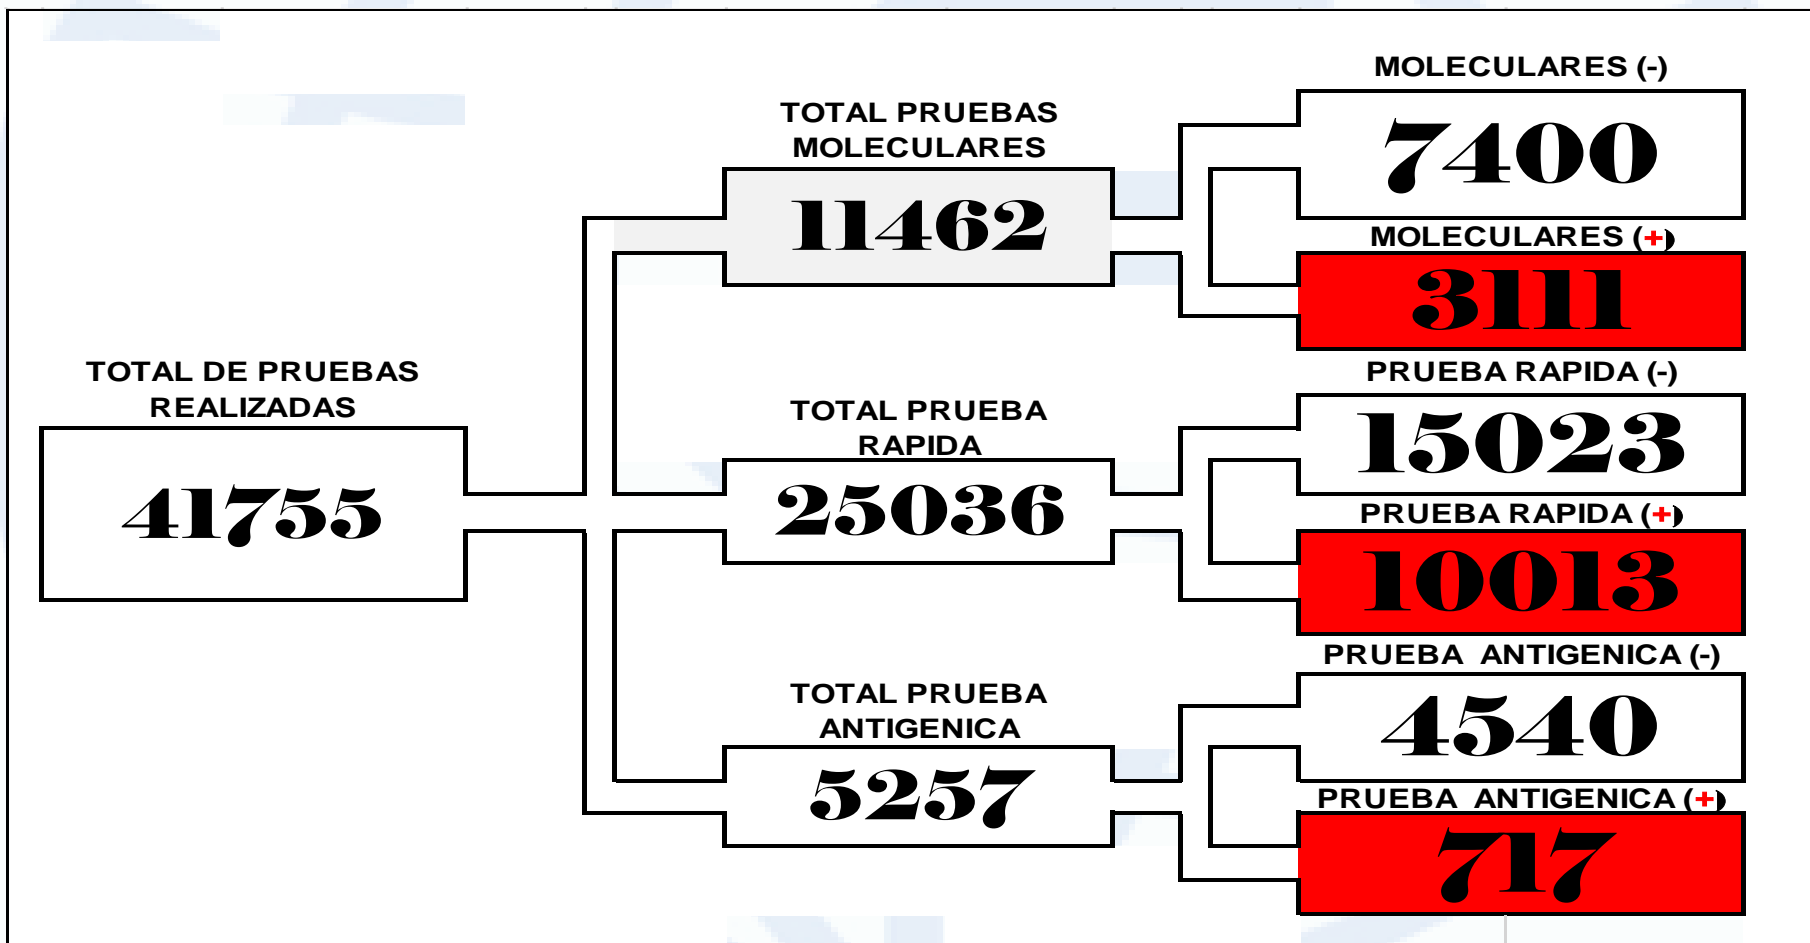 TOTAL DE PRUEBAS
REALIZADAS
41755
TOTAL PRUEBAS
MOLECULARES
11462
MOLECULARES (-)
7400
MOLECULARES (+)
3111
TOTAL PRUEBA
RAPIDA
25036
PRUEBA RAPIDA (-)
15023
PRUEBA RAPIDA (+)
10013
TOTAL PRUEBA
ANTIGENICA
5257
PRUEBA ANTIGENICA (-)
4540
PRUEBA ANTIGENICA (+)
717